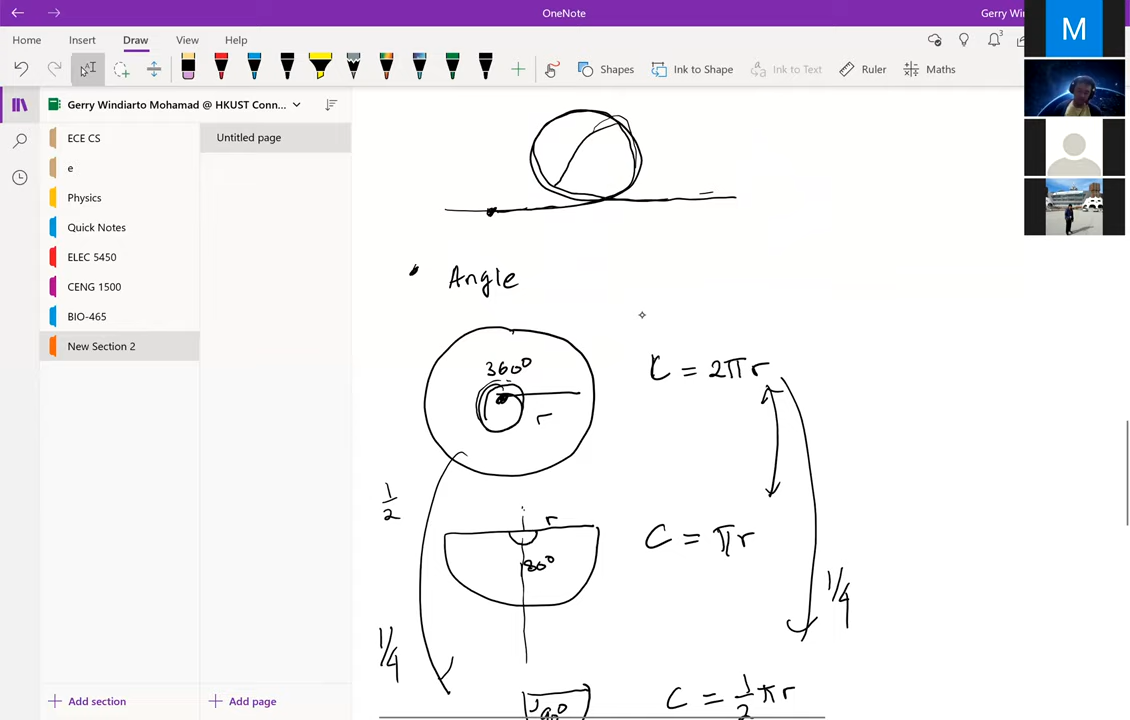 OneNote
Gerry Win
M
Home
Insert
Draw
View
Help
Shapes
Ink to Shape
Ink to Text
Ruler
Maths
Gerry Windiarto Mohamad @ HKUST Conn...
ECE CS
e
Physics
Quick Notes
ELEC 5450
CENG 1500
BIO-465
New Section 2
Add section
Untitled page
Add page
• Angle
360°
r
C = 2πr
1/2
r
180°
C = πr
1/4
1/4
90°
C = 1/2 πr